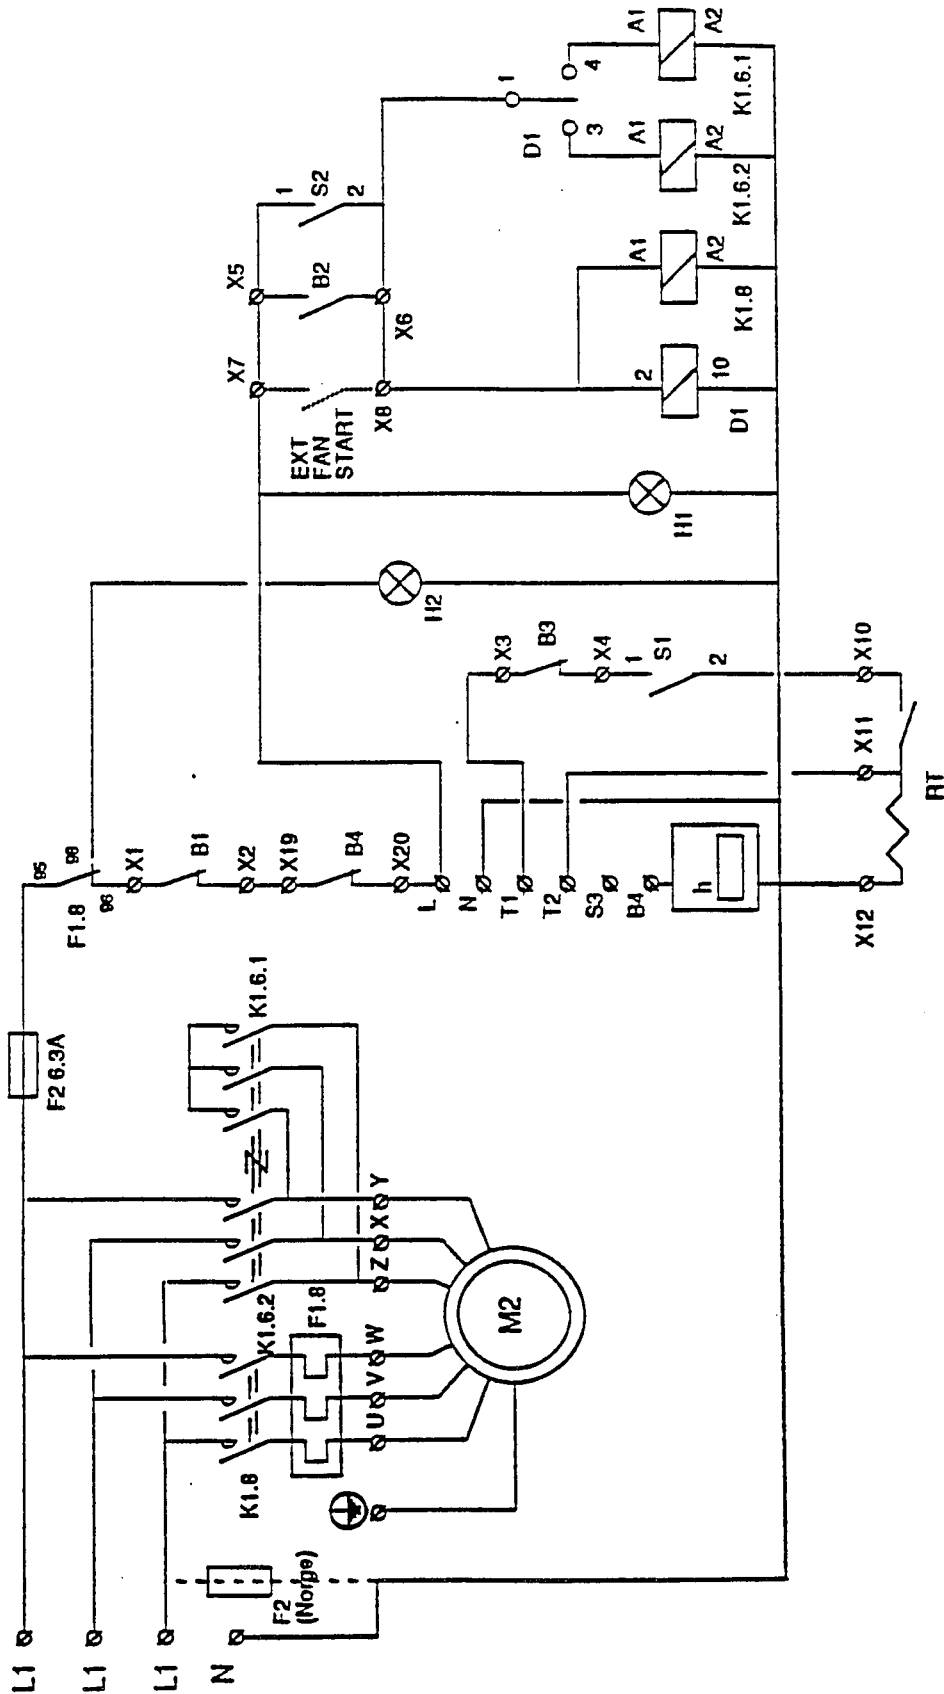 L1
L1
L1
N
F2
(Norge)
F2 6.3A
K1.8
K1.6.2
F1.8
K1.6.1
U
V
W
Z
X
Y
M2
95
98
96
F1.8
X1
B1
X2
X19
B4
X20
L
N
T1
T2
S3
B4
h
X12
X11
X10
RT
X3
B3
X4
1
S1
2
H2
H1
X7
X5
EXT
FAN
START
B2
1
S2
2
X8
X6
1
D1
3
4
2
10
D1
A1
A2
K1.8
A1
A2
K1.6.2
A1
A2
K1.6.1